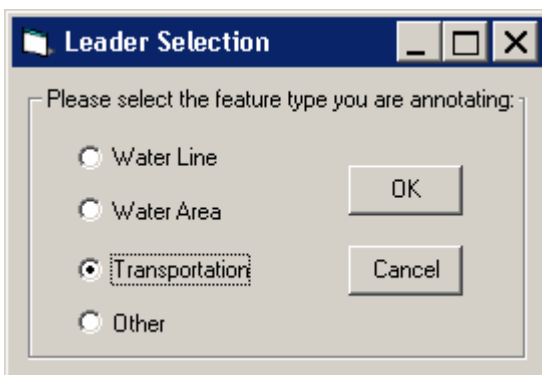 Leader Selection
Please select the feature type you are annotating:
Water Line
Water Area
Transportation
Other
OK
Cancel